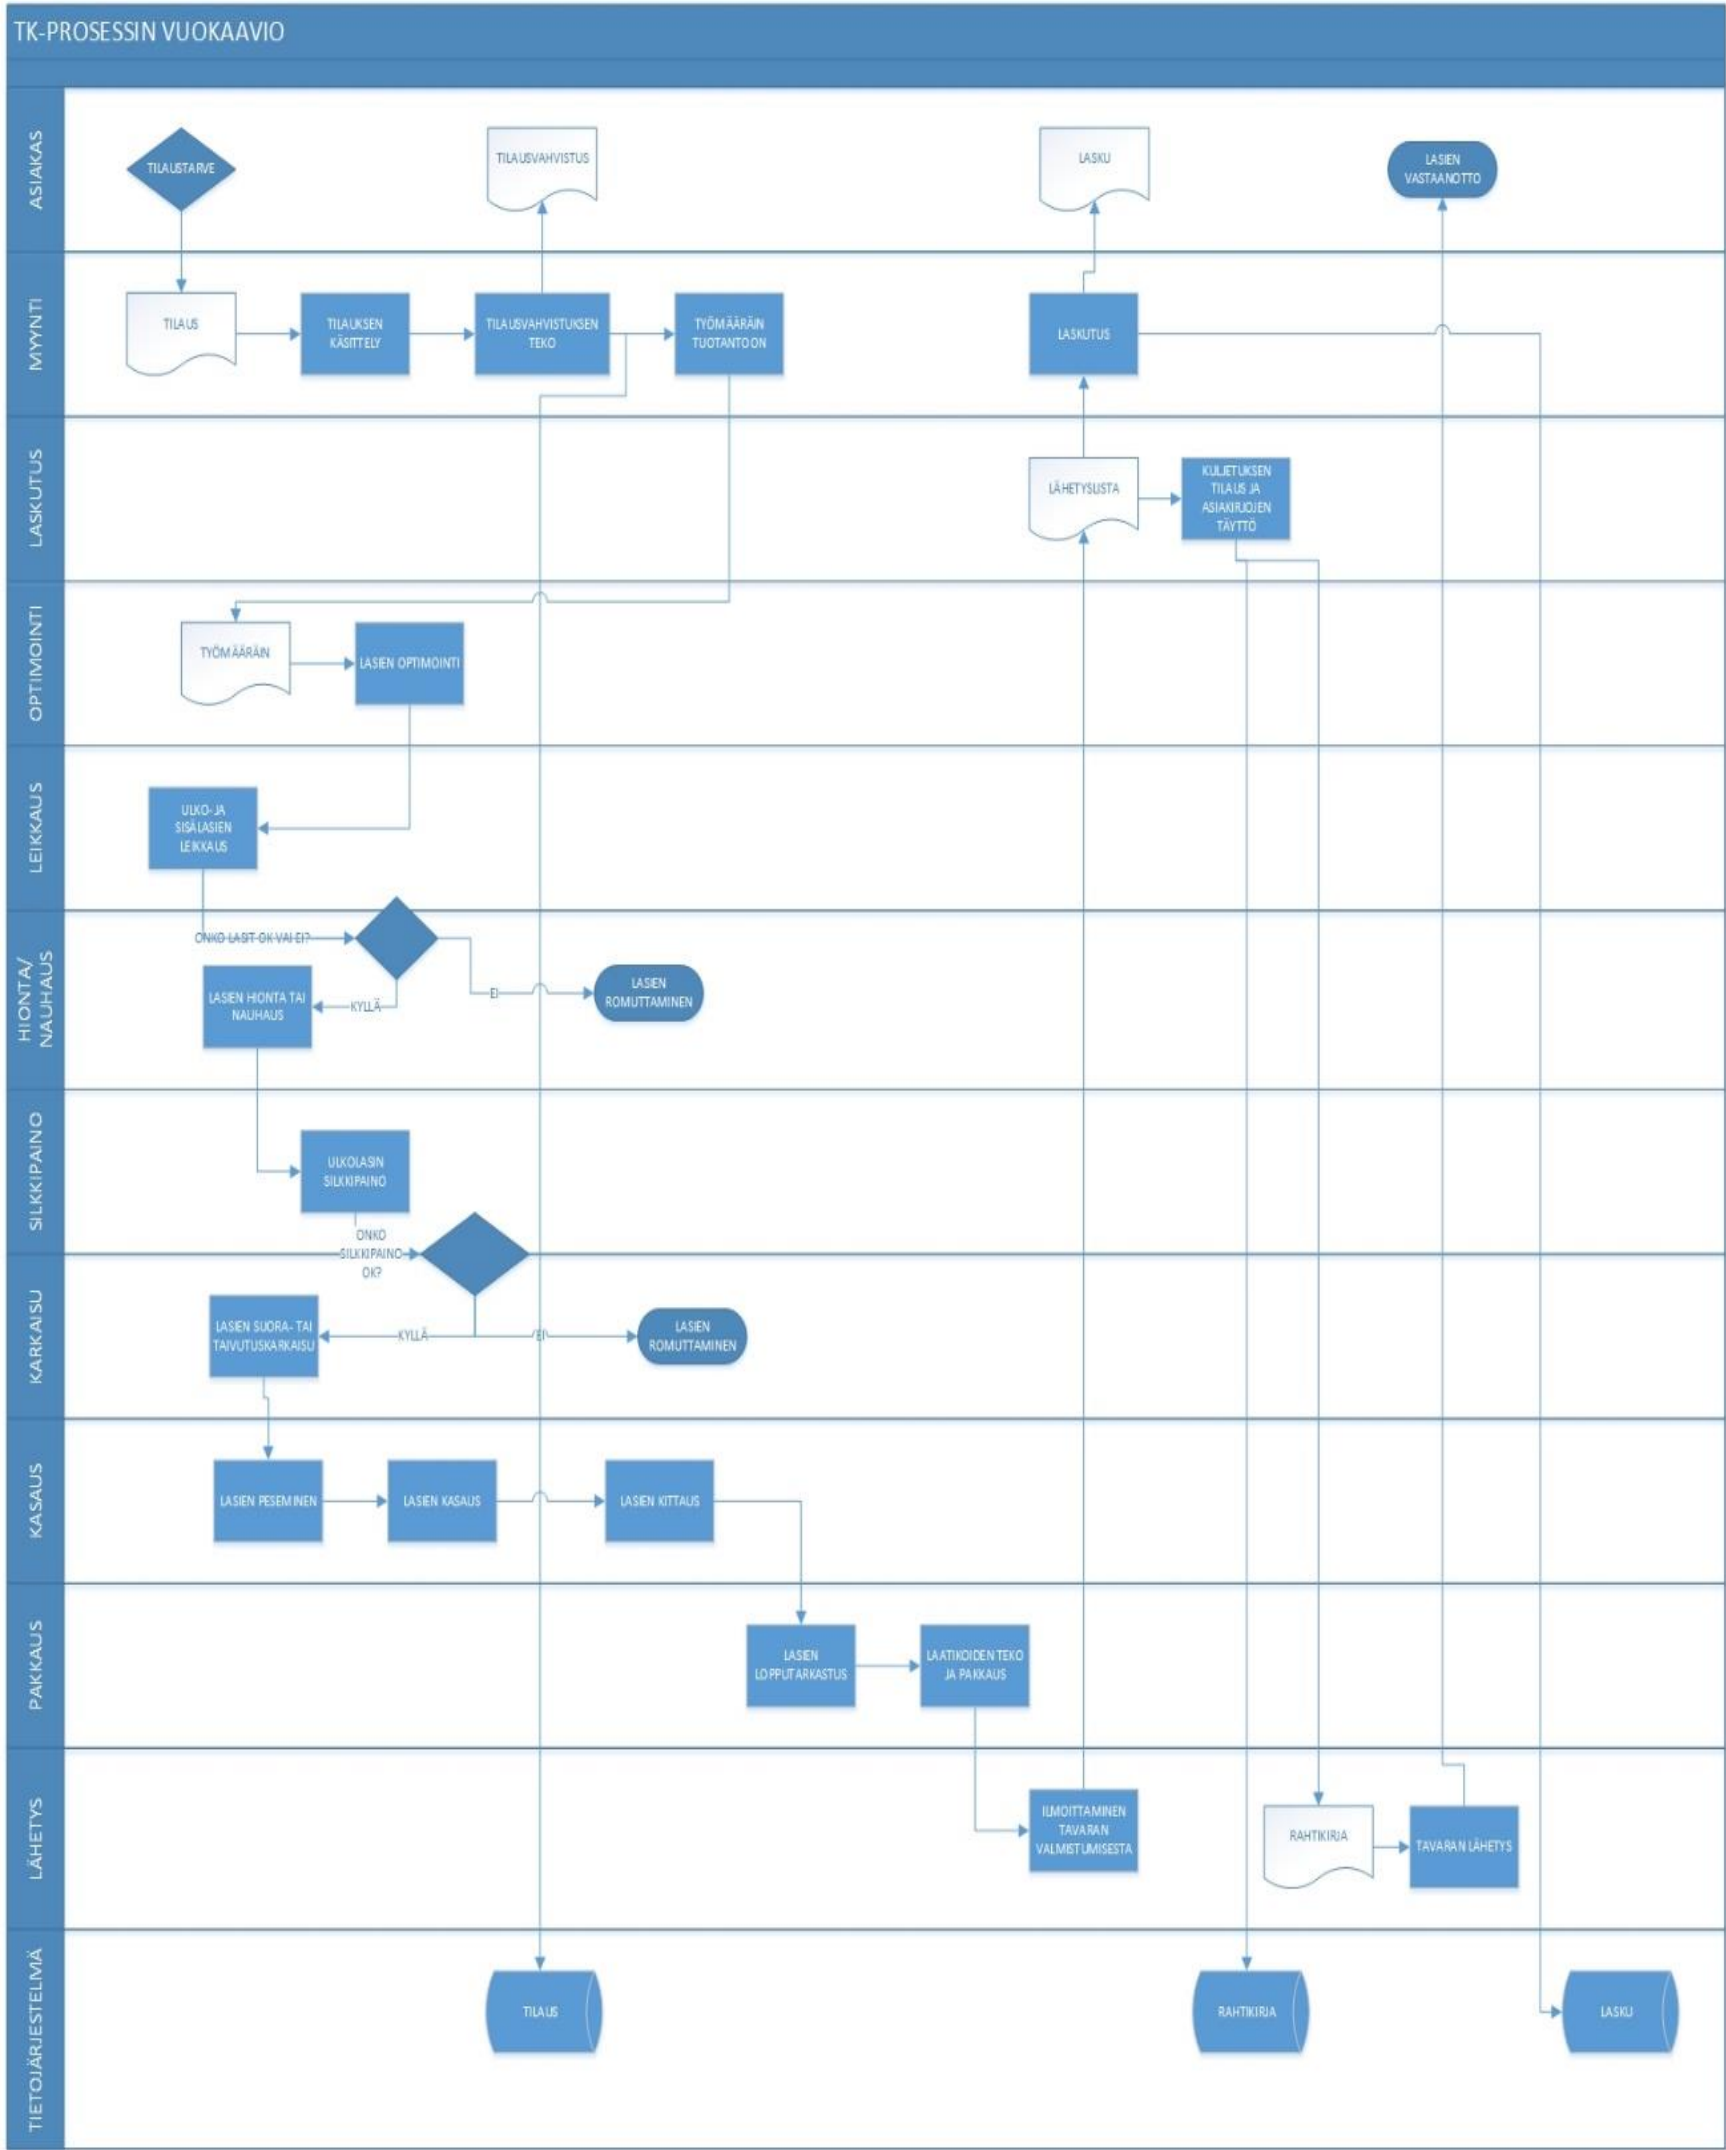 TK-PROSESSIN VUOKAAVIO
ASIAKAS
TILAUSTARVE
TILAUSVAHVISTUS
LASKU
LASIEN
VASTAANOTTO
MYYNTI
TILAUS
TILAUKSEN
KÄSITTELY
TILAUSVAHVISTUKSEN
TEKO
TYÖMÄÄRÄIN
TUOTANTOON
LASKUTUS
LASKUTUS
LÄHETYSLISTA
KULJETUKSEN
TILAUS JA
ASIAKIRJOJEN
TÄYTTÖ
OPTIMOINTI
TYÖMÄÄRÄIN
LASIEN OPTIMOINTI
LEIKKAUS
ULKO- JA
SISÄLASIEN
LEIKKAUS
HIONTA/
NAUHAUS
ONKO LASIT OK VAI EI?
LASIEN HIONTA TAI
NAUHAUS
KYLLÄ
EI
LASIEN
ROMUTTAMINEN
SILKKIPAINO
ULKOLASIN
SILKKIPAINO
ONKO
SILKKIPAINO
OK?
KARKAISU
LASIEN SUORA- TAI
TAIVUTUSKARKAISU
KYLLÄ
EI
LASIEN
ROMUTTAMINEN
KASAUS
LASIEN PESEMINEN
LASIEN KASAUS
LASIEN KITTAUS
PAKKAUS
LASIEN
LOPPUTARKASTUS
LAATIKOIDEN TEKO
JA PAKKAUS
LÄHETYS
ILMOITTAMINEN
TAVARAN
VALMISTUMISESTA
RAHTIKIRJA
TAVARAN LÄHETYS
TIETOJÄRJESTELMÄ
TILAUS
RAHTIKIRJA
LASKU